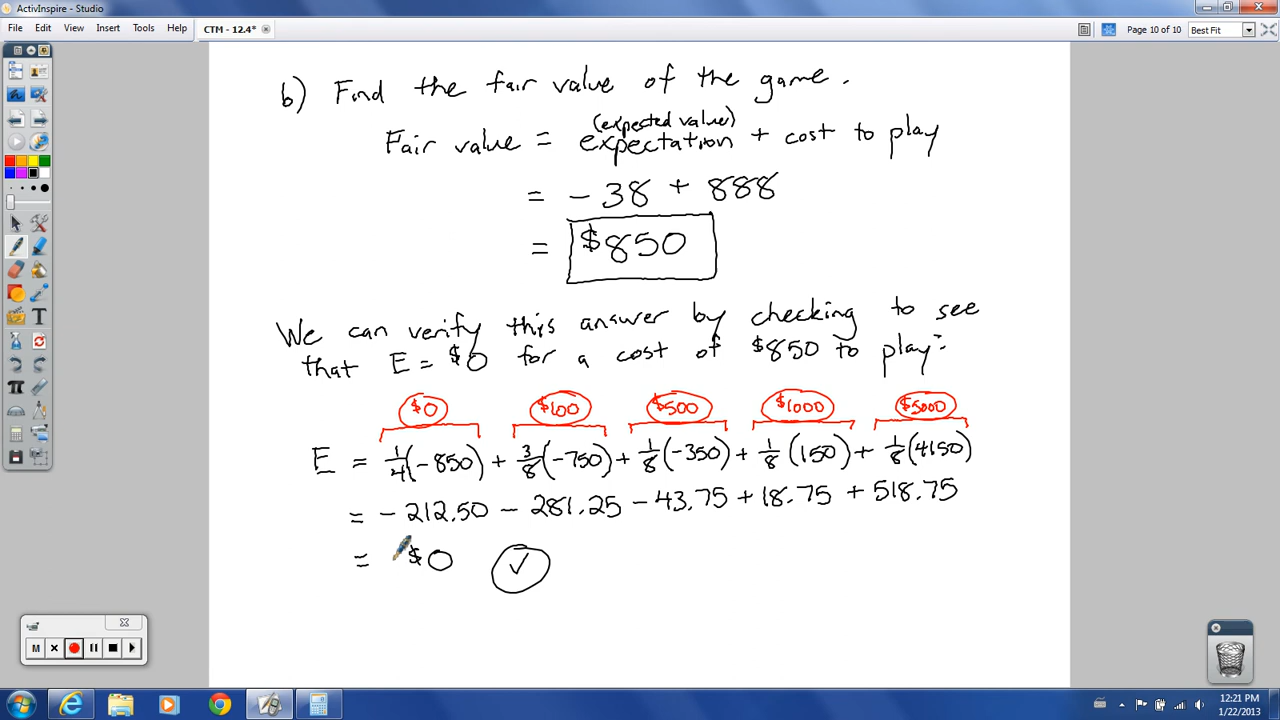 ActivInspire - Studio
File Edit View Insert Tools Help
CTM - 12.4*
Page 10 of 10
Best Fit
b) Find the fair value of the game.
(expected value)
Fair value = expectation + cost to play
= - 38 + 888
= $850
We can verify this answer by checking to see
that E = $0 for a cost of $850 to play:
$0 $100 $500 $1000 $5000
E = 1/4(-850) + 3/8(-750) + 1/8(-350) + 1/8(150) + 1/8(4150)
= - 212.50 - 281.25 - 43.75 + 18.75 + 518.75
= $0 ✓
M
T
12:21 PM
1/22/2013